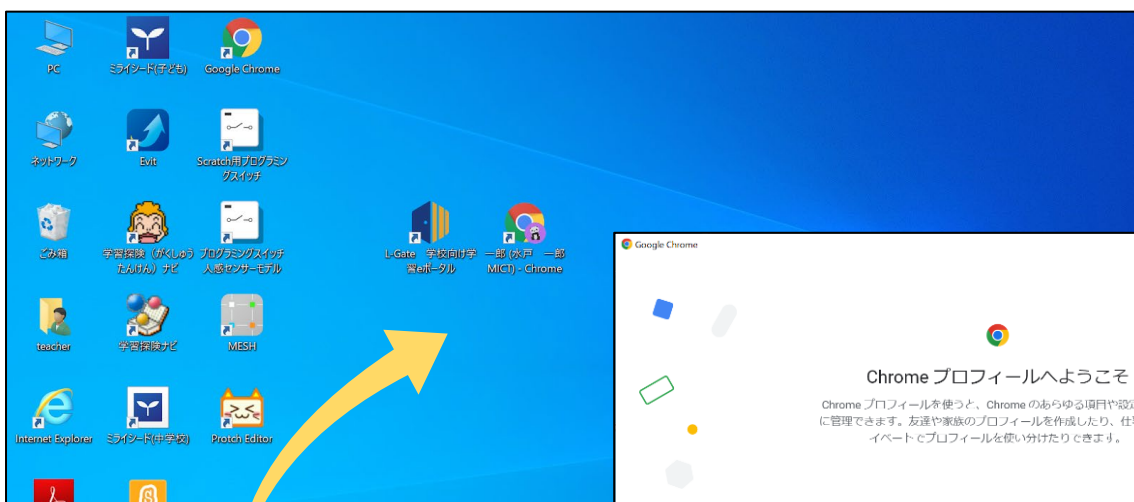 PC
ミライシード(子ども)
Google Chrome
ネットワーク
Evit
Scratch用プログラミン
グスイッチ
ごみ箱
学習探険（がくしゅう
たんけん）ナビ
プログラミングスイッチ
人感センサーモデル
L-Gate 学校向け学
習eポータル
一郎 (水戸 一郎
MICT) - Chrome
teacher
学習探険ナビ
MESH
Internet Explorer
ミライシード(中学校)
Protch Editor
Google Chrome
Chrome プロフィールへようこそ
Chrome プロフィールを使うと、Chrome のあらゆる項目や設定
に管理できます。友達や家族のプロフィールを作成したり、仕
イベートでプロフィールを使い分けたりできます。